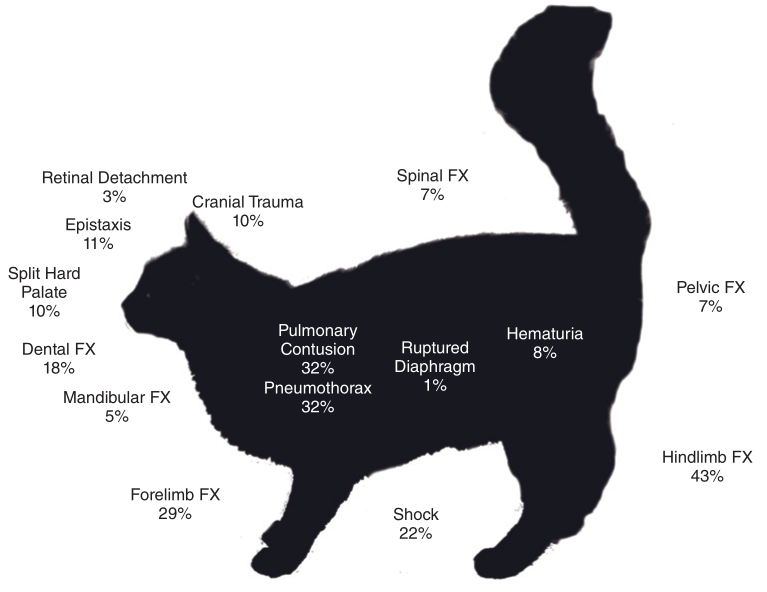 Retinal Detachment
3%
Cranial Trauma
10%
Spinal FX
7%
Epistaxis
11%
Split Hard
Palate
10%
Pelvic FX
7%
Dental FX
18%
Mandibular FX
5%
Pulmonary
Contusion
32%
Pneumothorax
32%
Ruptured
Diaphragm
1%
Hematuria
8%
Forelimb FX
29%
Shock
22%
Hindlimb FX
43%